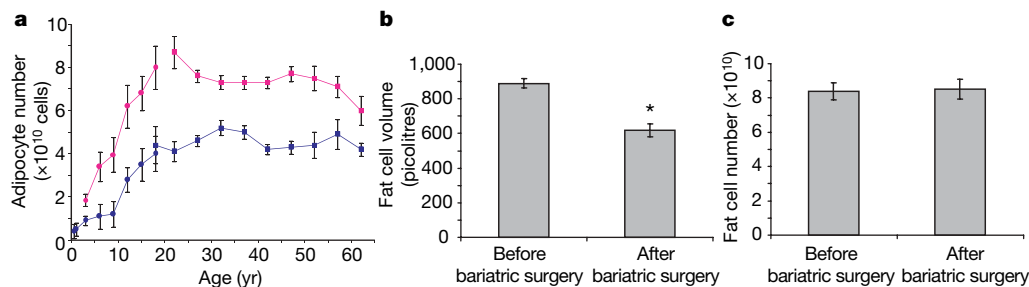 a
Adipocyte number
(×10¹⁰ cells)
10
8
6
4
2
0
0 10 20 30 40 50 60
Age (yr)
b
Fat cell volume
(picolitres)
1,000
800
600
400
200
0
*
Before
bariatric surgery
After
bariatric surgery
c
Fat cell number (×10¹⁰)
10
8
6
4
2
0
Before
bariatric surgery
After
bariatric surgery